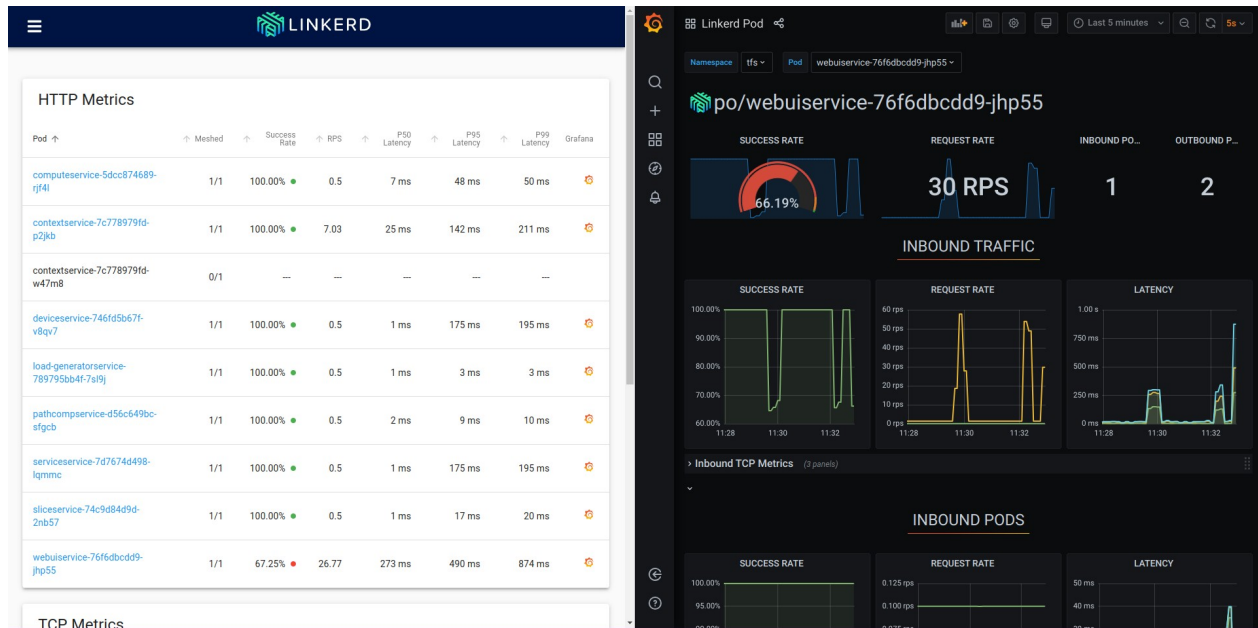 LINKERD
HTTP Metrics
Pod Meshed Success Rate RPS P50 Latency P95 Latency P99 Latency Grafana
computeservice-5dcc874689-
rjf4l 1/1 100.00% 0.5 7 ms 48 ms 50 ms
contextservice-7c778979fd-
p2jkb 1/1 100.00% 7.03 25 ms 142 ms 211 ms
contextservice-7c778979fd-
w47m8 0/1 --- --- --- --- ---
deviceservice-746fd5b67f-
v8qv7 1/1 100.00% 0.5 1 ms 175 ms 195 ms
load-generatorservice-
789795bb4f-7sl9j 1/1 100.00% 0.5 1 ms 3 ms 3 ms
pathcompservice-d56c649bc-
sfgcb 1/1 100.00% 0.5 2 ms 9 ms 10 ms
serviceservice-7d7674d498-
lqmmc 1/1 100.00% 0.5 1 ms 175 ms 195 ms
sliceservice-74c9d84d9d-
2nb57 1/1 100.00% 0.5 1 ms 17 ms 20 ms
webuiservice-76f6dbcdd9-
jhp55 1/1 67.25% 26.77 273 ms 490 ms 874 ms
TCP Metrics
Linkerd Pod Last 5 minutes 5s
Namespace tfs Pod webuiservice-76f6dbcdd9-jhp55
po/webuiservice-76f6dbcdd9-jhp55
SUCCESS RATE REQUEST RATE INBOUND PO... OUTBOUND P...
66.19% 30 RPS 1 2
INBOUND TRAFFIC
SUCCESS RATE
100.00%
90.00%
80.00%
70.00%
60.00%
11:28 11:30 11:32
REQUEST RATE
60 rps
50 rps
40 rps
30 rps
20 rps
10 rps
0 rps
11:28 11:30 11:32
LATENCY
1.00 s
750 ms
500 ms
250 ms
0 ms
11:28 11:30 11:32
Inbound TCP Metrics (3 panels)
INBOUND PODS
SUCCESS RATE
100.00%
95.00%
REQUEST RATE
0.125 rps
0.100 rps
LATENCY
50 ms
40 ms